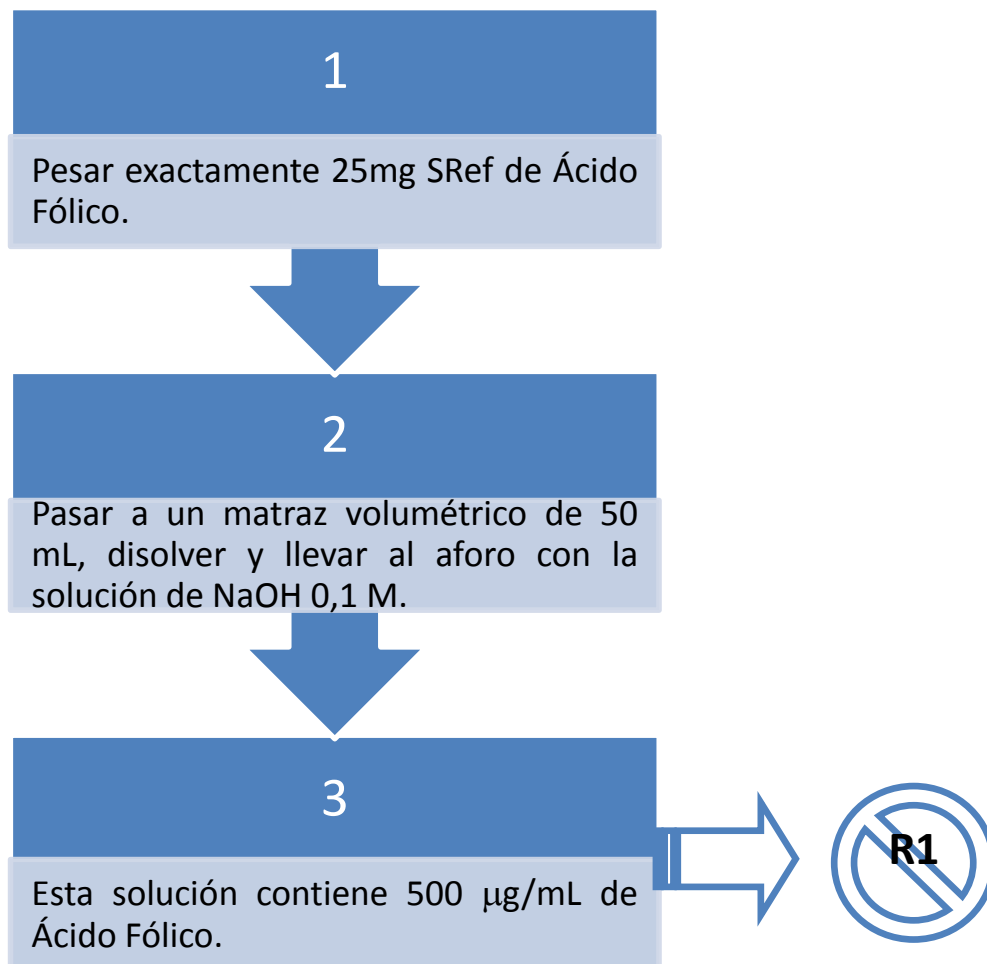 1
Pesar exactamente 25mg SRef de Ácido
Fólico.
2
Pasar a un matraz volumétrico de 50
mL, disolver y llevar al aforo con la
solución de NaOH 0,1 M.
3
R1
Esta solución contiene 500 μg/mL de
Ácido Fólico.